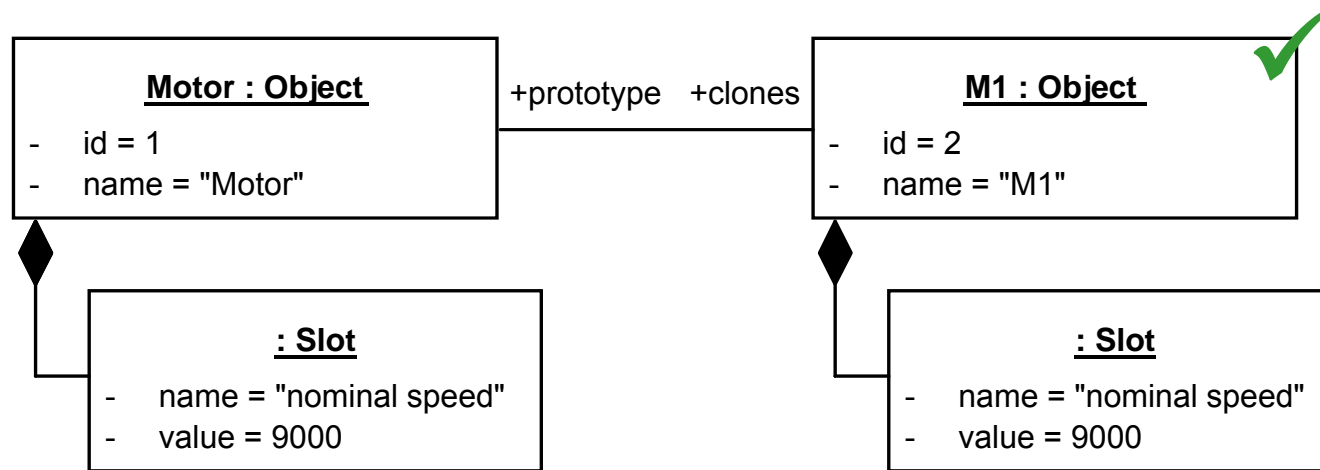 Motor : Object
- id = 1
- name = "Motor"
+prototype +clones
M1 : Object
- id = 2
- name = "M1"
: Slot
- name = "nominal speed"
- value = 9000
: Slot
- name = "nominal speed"
- value = 9000